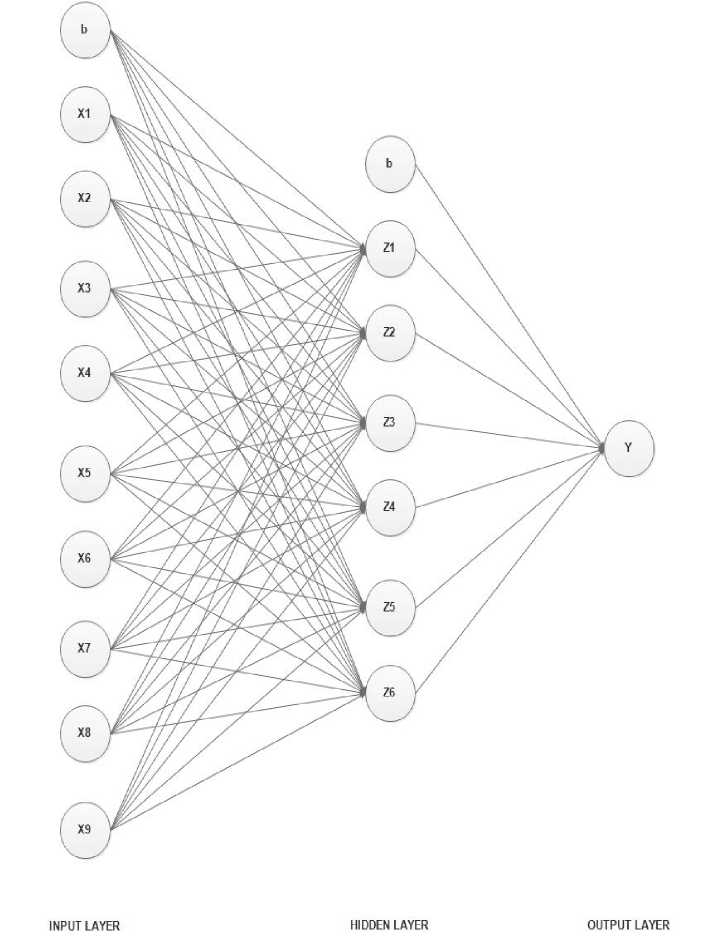 b
X1
X2
X3
X4
X5
X6
X7
X8
X9
b
Z1
Z2
Z3
Z4
Z5
Z6
Y
INPUT LAYER
HIDDEN LAYER
OUTPUT LAYER